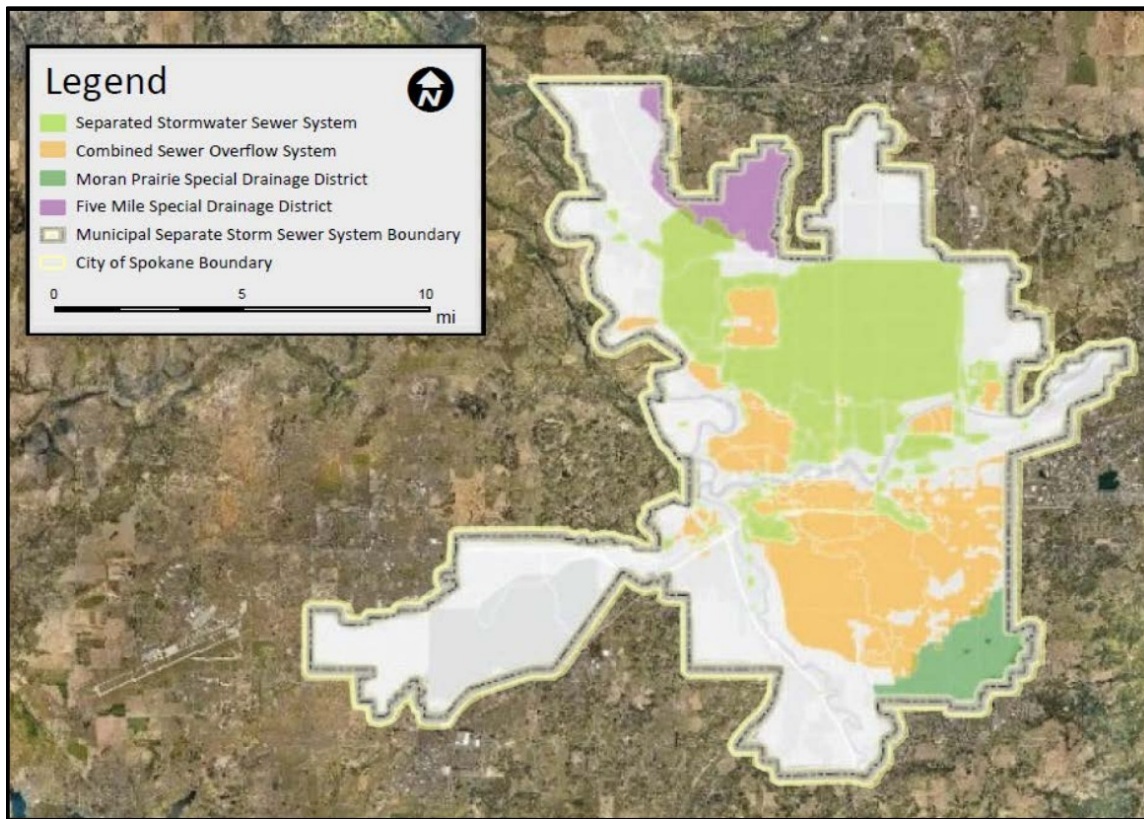 Legend
N
Separated Stormwater Sewer System
Combined Sewer Overflow System
Moran Prairie Special Drainage District
Five Mile Special Drainage District
Municipal Separate Storm Sewer System Boundary
City of Spokane Boundary
0 5 10
mi